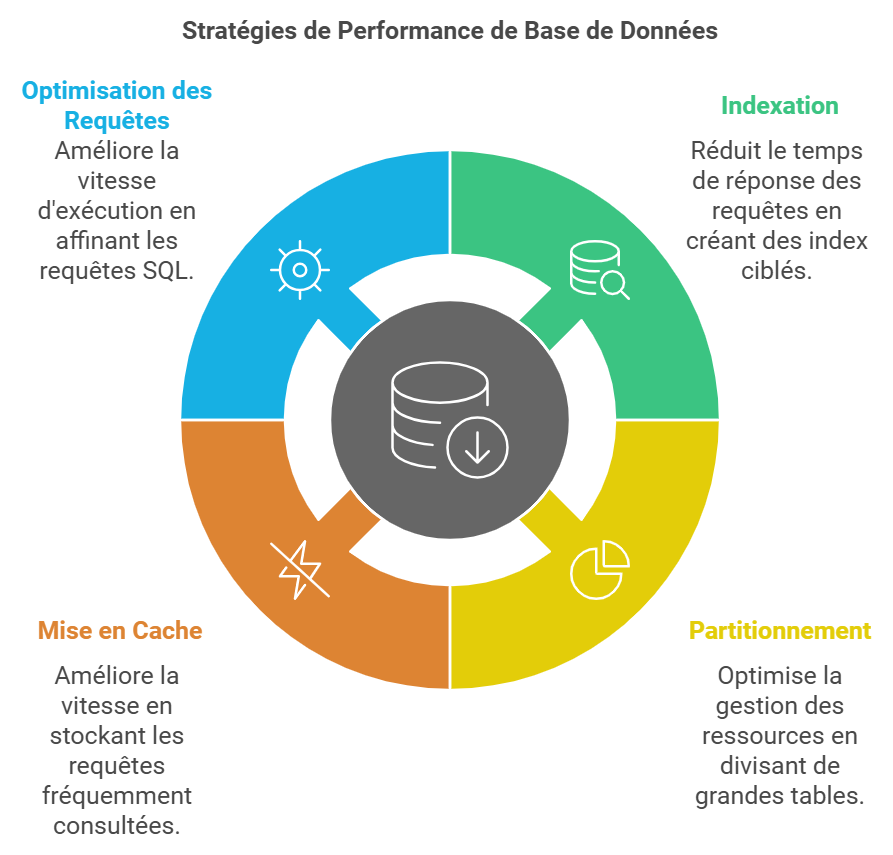 Stratégies de Performance de Base de Données
Optimisation des
Requêtes
Améliore la
vitesse
d'exécution en
affinant les
requêtes SQL.
Indexation
Réduit le temps
de réponse des
requêtes en
créant des index
ciblés.
Mise en Cache
Améliore la
vitesse en
stockant les
requêtes
fréquemment
consultées.
Partitionnement
Optimise la
gestion des
ressources en
divisant de
grandes tables.